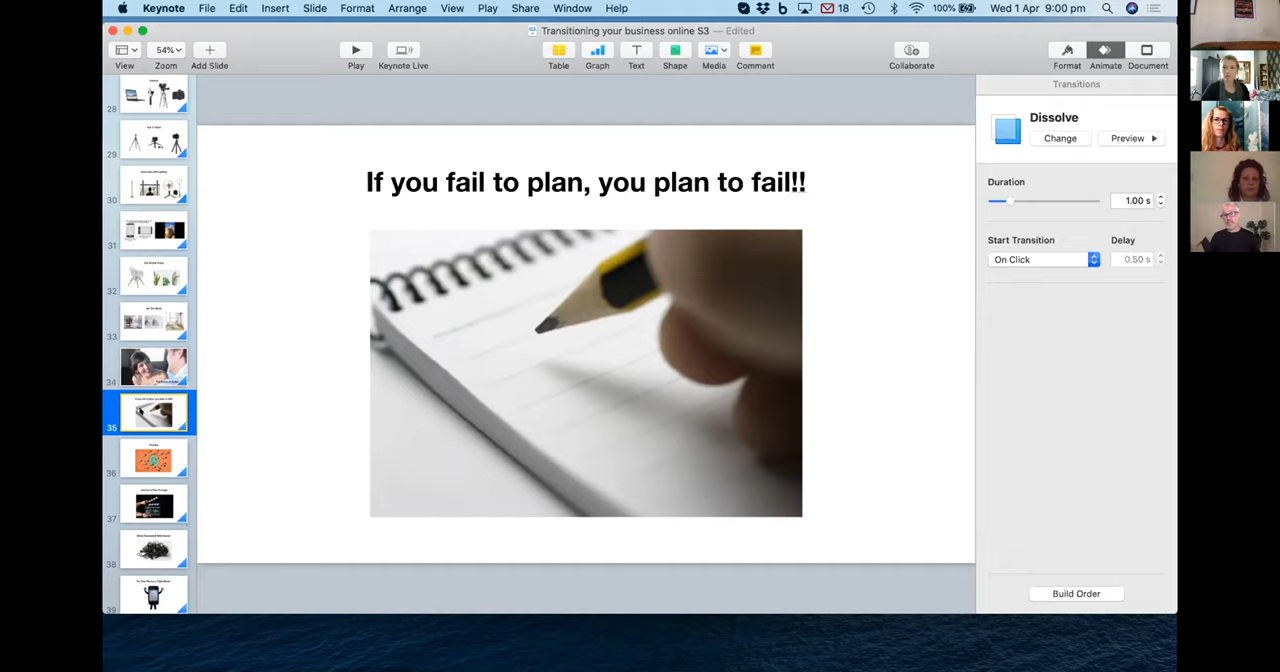 Keynote File Edit Insert Slide Format Arrange View Play Share Window Help 18 100% Wed 1 Apr 9:00 pm
Transitioning your business online S3 — Edited
54%
View Zoom Add Slide Play Keynote Live Table Graph Text Shape Media Comment Collaborate Format Animate Document
Transitions
Dissolve
Change Preview
Duration
1.00 s
Start Transition Delay
On Click 0.50 s
Build Order
If you fail to plan, you plan to fail!!
28
29
30
31
32
33
34
35
36
37
38
39